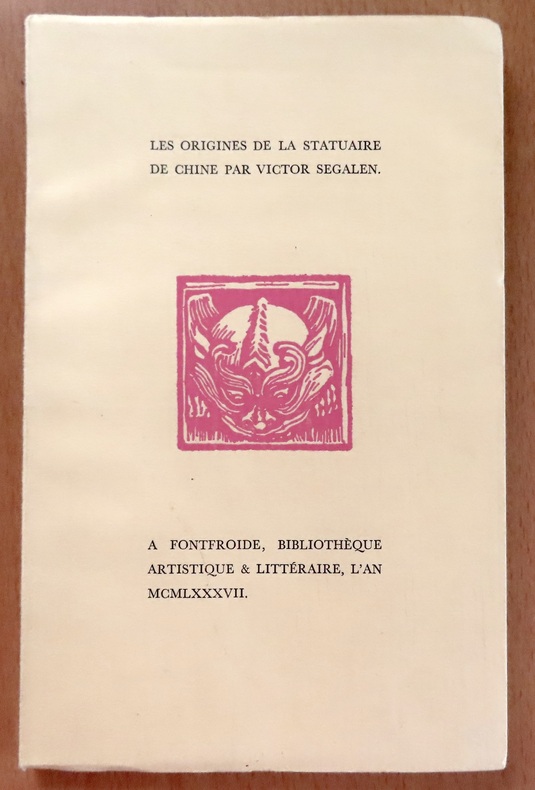 LES ORIGINES DE LA STATUAIRE
DE CHINE PAR VICTOR SEGALEN.
A FONTFROIDE, BIBLIOTHÈQUE
ARTISTIQUE & LITTÉRAIRE, L'AN
MCMLXXXVII.